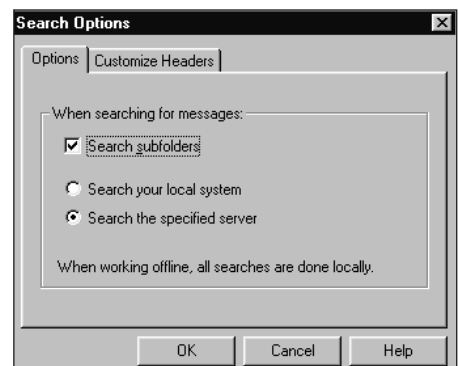 Search Options
Options
Customize Headers
When searching for messages:
Search subfolders
Search your local system
Search the specified server
When working offline, all searches are done locally.
OK
Cancel
Help